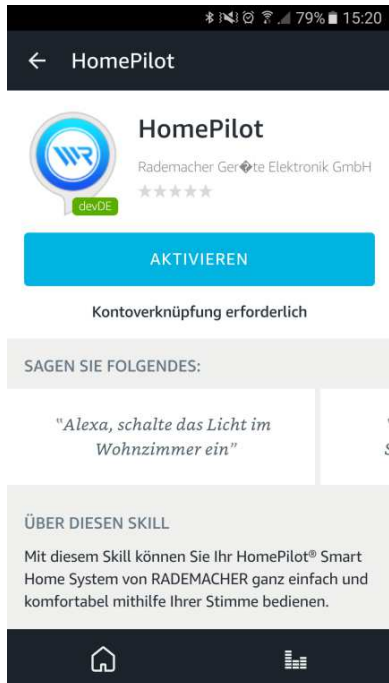 79% 15:20
HomePilot
HomePilot
Rademacher Ger�te Elektronik GmbH
devDE
AKTIVIEREN
Kontoverknüpfung erforderlich
SAGEN SIE FOLGENDES:
"Alexa, schalte das Licht im
Wohnzimmer ein"
ÜBER DIESEN SKILL
Mit diesem Skill können Sie Ihr HomePilot® Smart
Home System von RADEMACHER ganz einfach und
komfortabel mithilfe Ihrer Stimme bedienen.